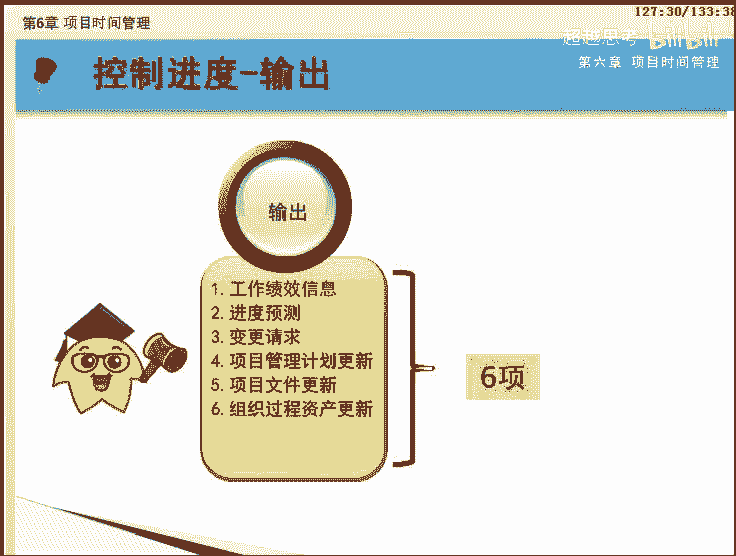 第6章 项目时间管理
127:30/133:38
超越思考 bilibili
控制进度-输出
第六章 项目时间管理
输出
1. 工作绩效信息
2. 进度预测
3. 变更请求
4. 项目管理计划更新
5. 项目文件更新
6. 组织过程资产更新
6项